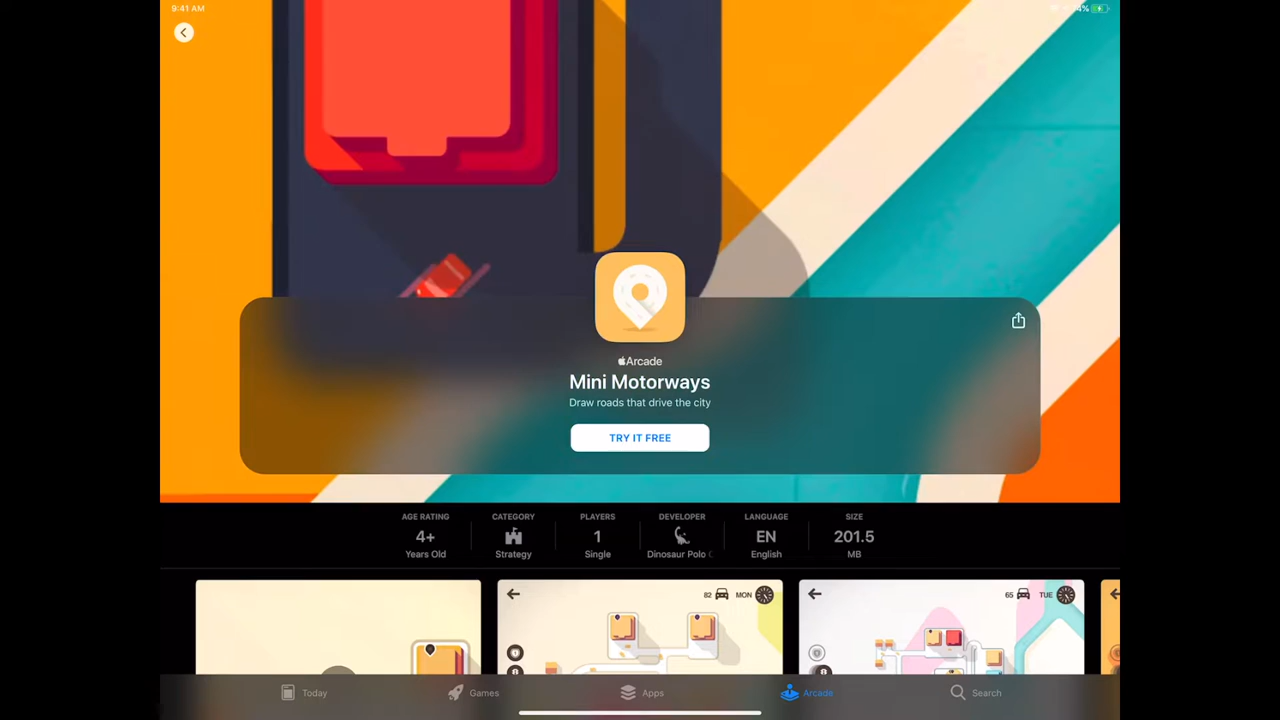 9:41 AM
4%
Arcade
Mini Motorways
Draw roads that drive the city
TRY IT FREE
AGE RATING
4+
Years Old
CATEGORY
Strategy
PLAYERS
1
Single
DEVELOPER
Dinosaur Polo
LANGUAGE
EN
English
SIZE
201.5
MB
82 MON
65 TUE
Today Games Apps Arcade Search